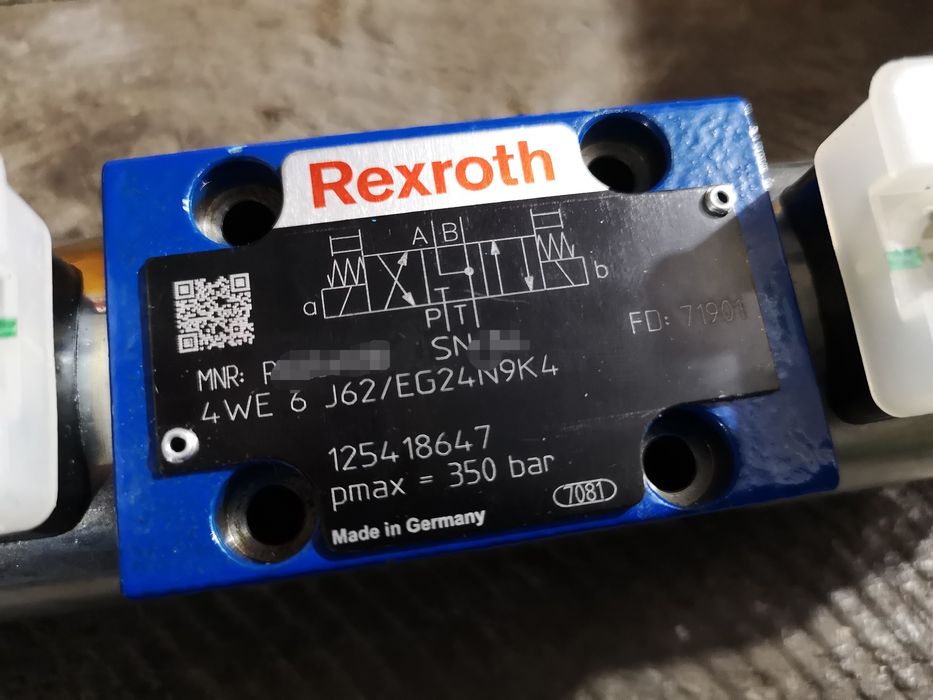 Rexroth
A B
a b
P T
FD: 71901
SN
MNR: R
4WE 6 J62/EG24N9K4
125418647
pmax = 350 bar
7081
Made in Germany